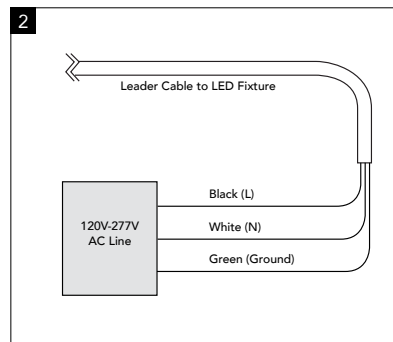 2
Leader Cable to LED Fixture
Black (L)
120V-277V
AC Line
White (N)
Green (Ground)